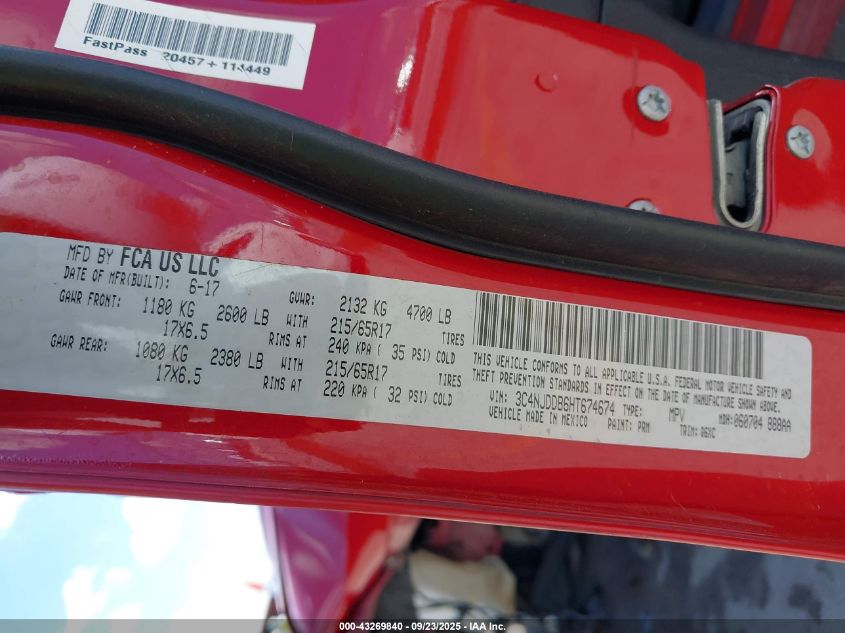 FastPass 20457+114449
MFD BY FCA US LLC
DATE OF MFR(BUILT): 6-17 GVWR: 2132 KG 4700 LB
GAWR FRONT: 1180 KG 2600 LB WITH 215/65R17 TIRES
17X6.5 RIMS AT 240 KPA ( 35 PSI) COLD
GAWR REAR: 1080 KG 2380 LB WITH 215/65R17 TIRES
17X6.5 RIMS AT 220 KPA ( 32 PSI) COLD
THIS VEHICLE CONFORMS TO ALL APPLICABLE U.S.A. FEDERAL MOTOR VEHICLE SAFETY AND
THEFT PREVENTION STANDARDS IN EFFECT ON THE DATE OF MANUFACTURE SHOWN ABOVE.
VIN: 3C4NJDDB6HT674674 TYPE: MPV MDH:060704 888AA
VEHICLE MADE IN MEXICO PAINT: PRM TRIM: R6XC
000-43269840 - 09/23/2025 - IAA Inc.